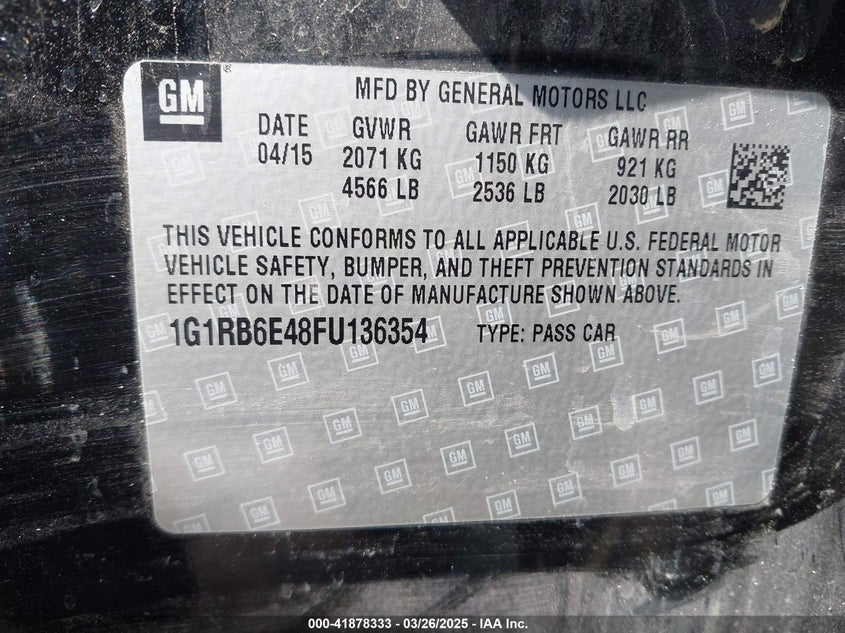 GM ®
MFD BY GENERAL MOTORS LLC
DATE GVWR GAWR FRT GAWR RR
04/15 2071 KG 1150 KG 921 KG
4566 LB 2536 LB 2030 LB
THIS VEHICLE CONFORMS TO ALL APPLICABLE U.S. FEDERAL MOTOR
VEHICLE SAFETY, BUMPER, AND THEFT PREVENTION STANDARDS IN
EFFECT ON THE DATE OF MANUFACTURE SHOWN ABOVE.
1G1RB6E48FU136354 TYPE: PASS CAR
000-41878333 - 03/26/2025 - © IAA Inc.